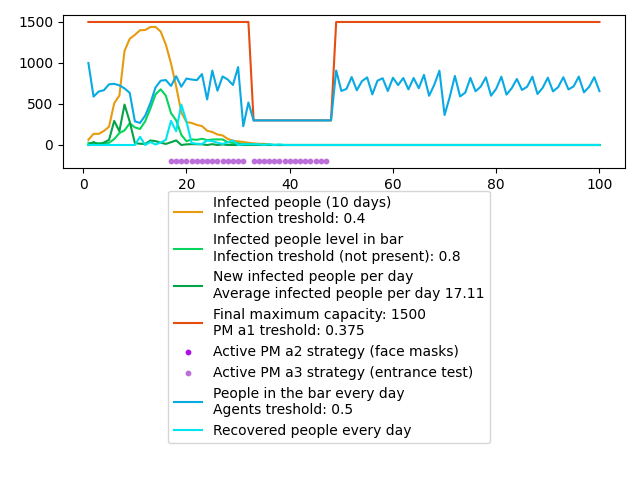 1500
1000
500
0
0
20
40
60
80
100
Infected people (10 days)
Infection treshold: 0.4
Infected people level in bar
Infection treshold (not present): 0.8
New infected people per day
Average infected people per day 17.11
Final maximum capacity: 1500
PM a1 treshold: 0.375
Active PM a2 strategy (face masks)
Active PM a3 strategy (entrance test)
People in the bar every day
Agents treshold: 0.5
Recovered people every day